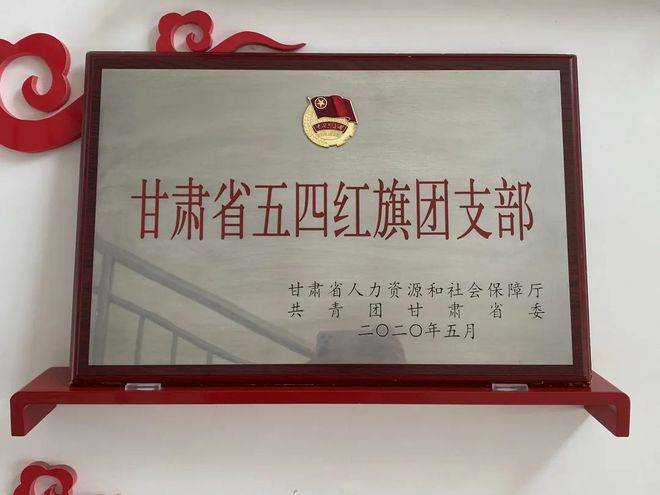 甘肃省五四红旗团支部
甘肃省人力资源和社会保障厅
共青团甘肃省委
二〇二〇年五月